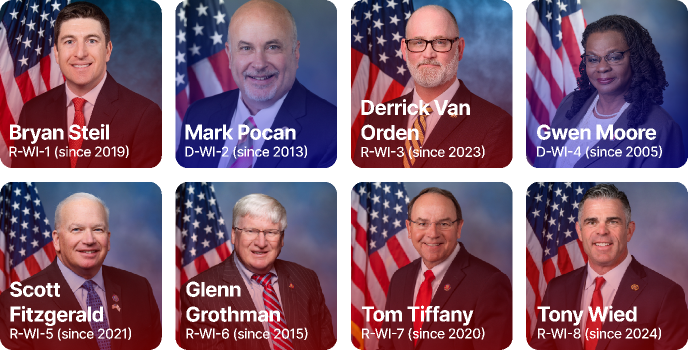 Bryan Steil
R-WI-1 (since 2019)
Mark Pocan
D-WI-2 (since 2013)
Derrick Van
Orden
R-WI-3 (since 2023)
Gwen Moore
D-WI-4 (since 2005)
Scott
Fitzgerald
R-WI-5 (since 2021)
Glenn
Grothman
R-WI-6 (since 2015)
Tom Tiffany
R-WI-7 (since 2020)
Tony Wied
R-WI-8 (since 2024)